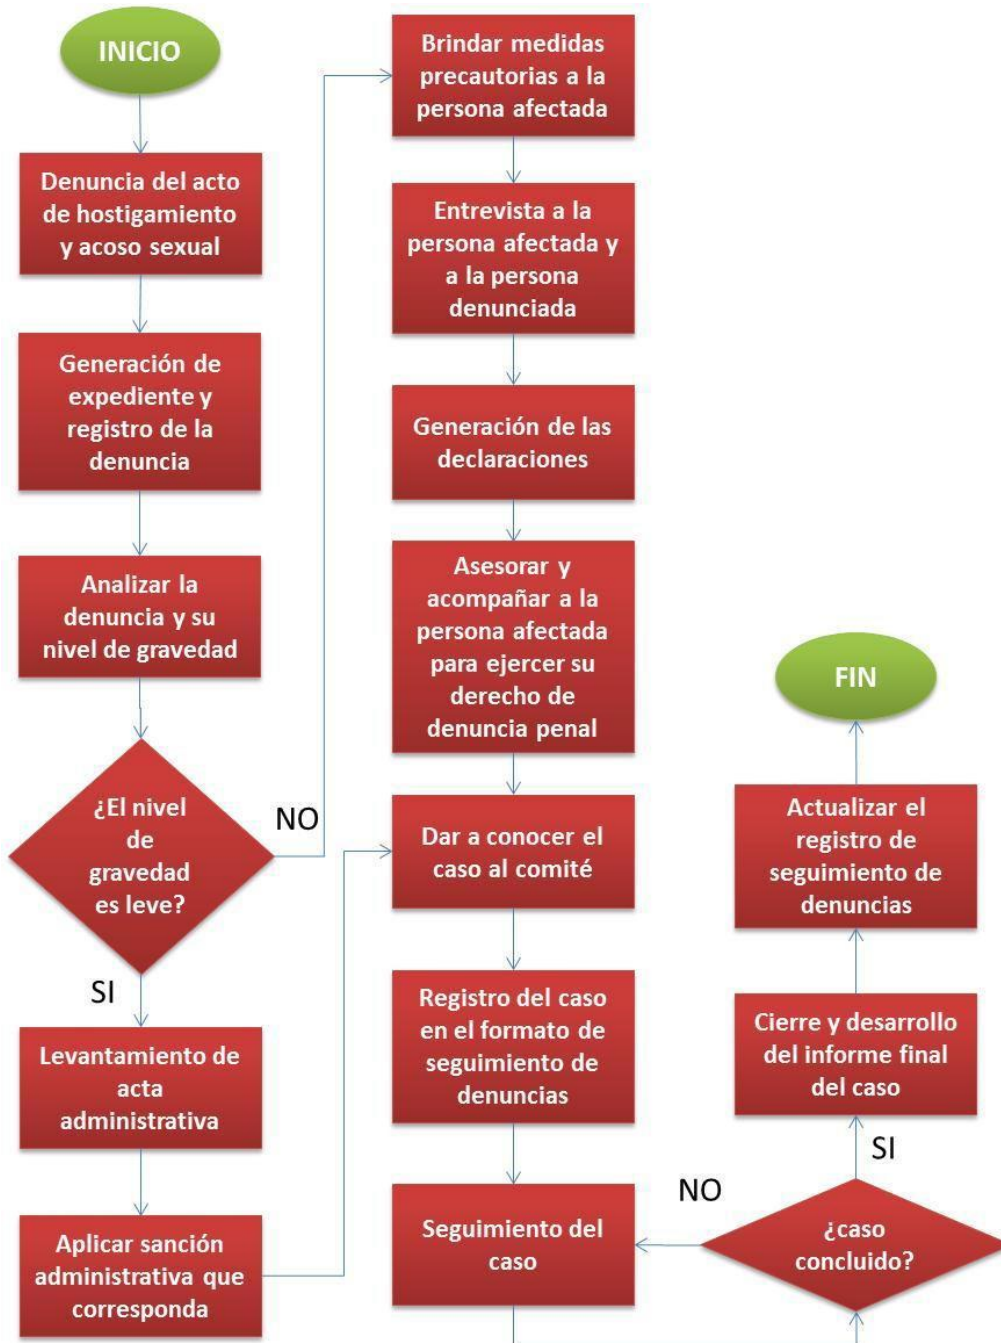 INICIO
Denuncia del acto
de hostigamiento
y acoso sexual
Generación de
expediente y
registro de la
denuncia
Analizar la
denuncia y su
nivel de gravedad
¿El nivel
de
gravedad
es leve?
NO
SI
Levantamiento de
acta
administrativa
Aplicar sanción
administrativa que
corresponda
Brindar medidas
precautorias a la
persona afectada
Entrevista a la
persona afectada y
a la persona
denunciada
Generación de las
declaraciones
Asesorar y
acompañar a la
persona afectada
para ejercer su
derecho de
denuncia penal
Dar a conocer el
caso al comité
Registro del caso
en el formato de
seguimiento de
denuncias
Seguimiento del
caso
¿caso
concluido?
NO
SI
Cierre y desarrollo
del informe final
del caso
Actualizar el
registro de
seguimiento de
denuncias
FIN